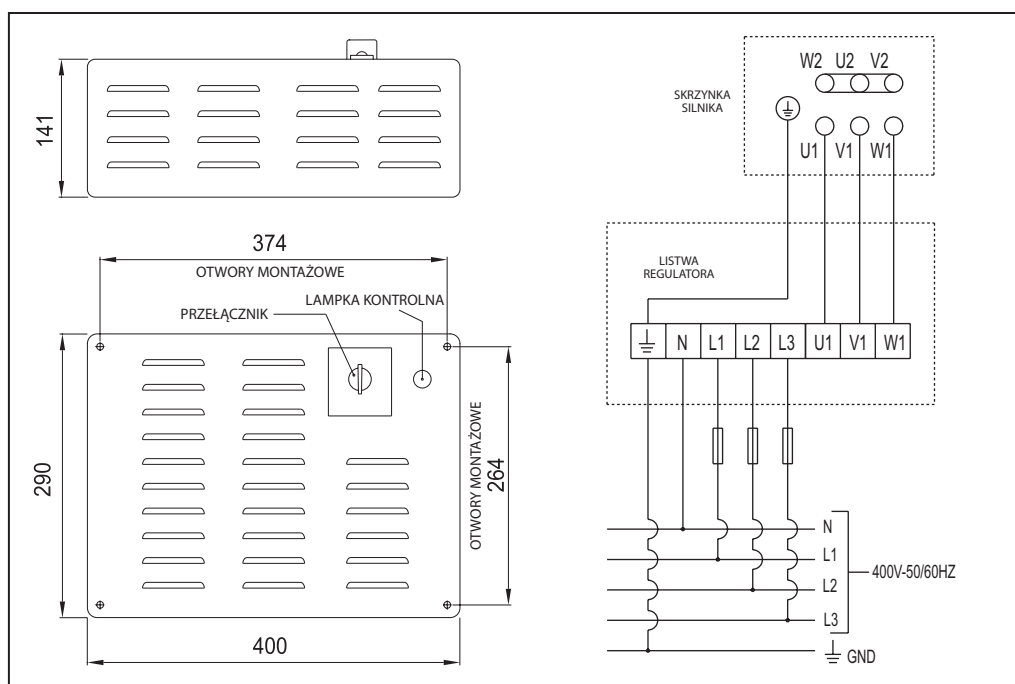 141
374
OTWORY MONTAŻOWE
LAMPKA KONTROLNA
PRZEŁĄCZNIK
290
OTWORY MONTAŻOWE
264
400
W2 U2 V2
SKRZYNKA
SILNIKA
U1 V1 W1
LISTWA
REGULATORA
N L1 L2 L3 U1 V1 W1
N
L1
400V-50/60HZ
L2
L3
GND